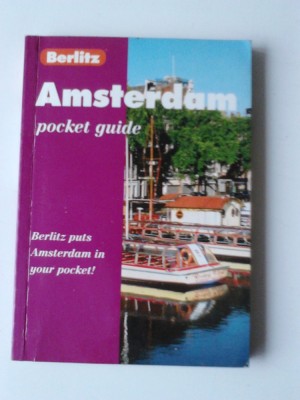 Berlitz
Amsterdam
pocket guide
Berlitz puts
Amsterdam in
your pocket!